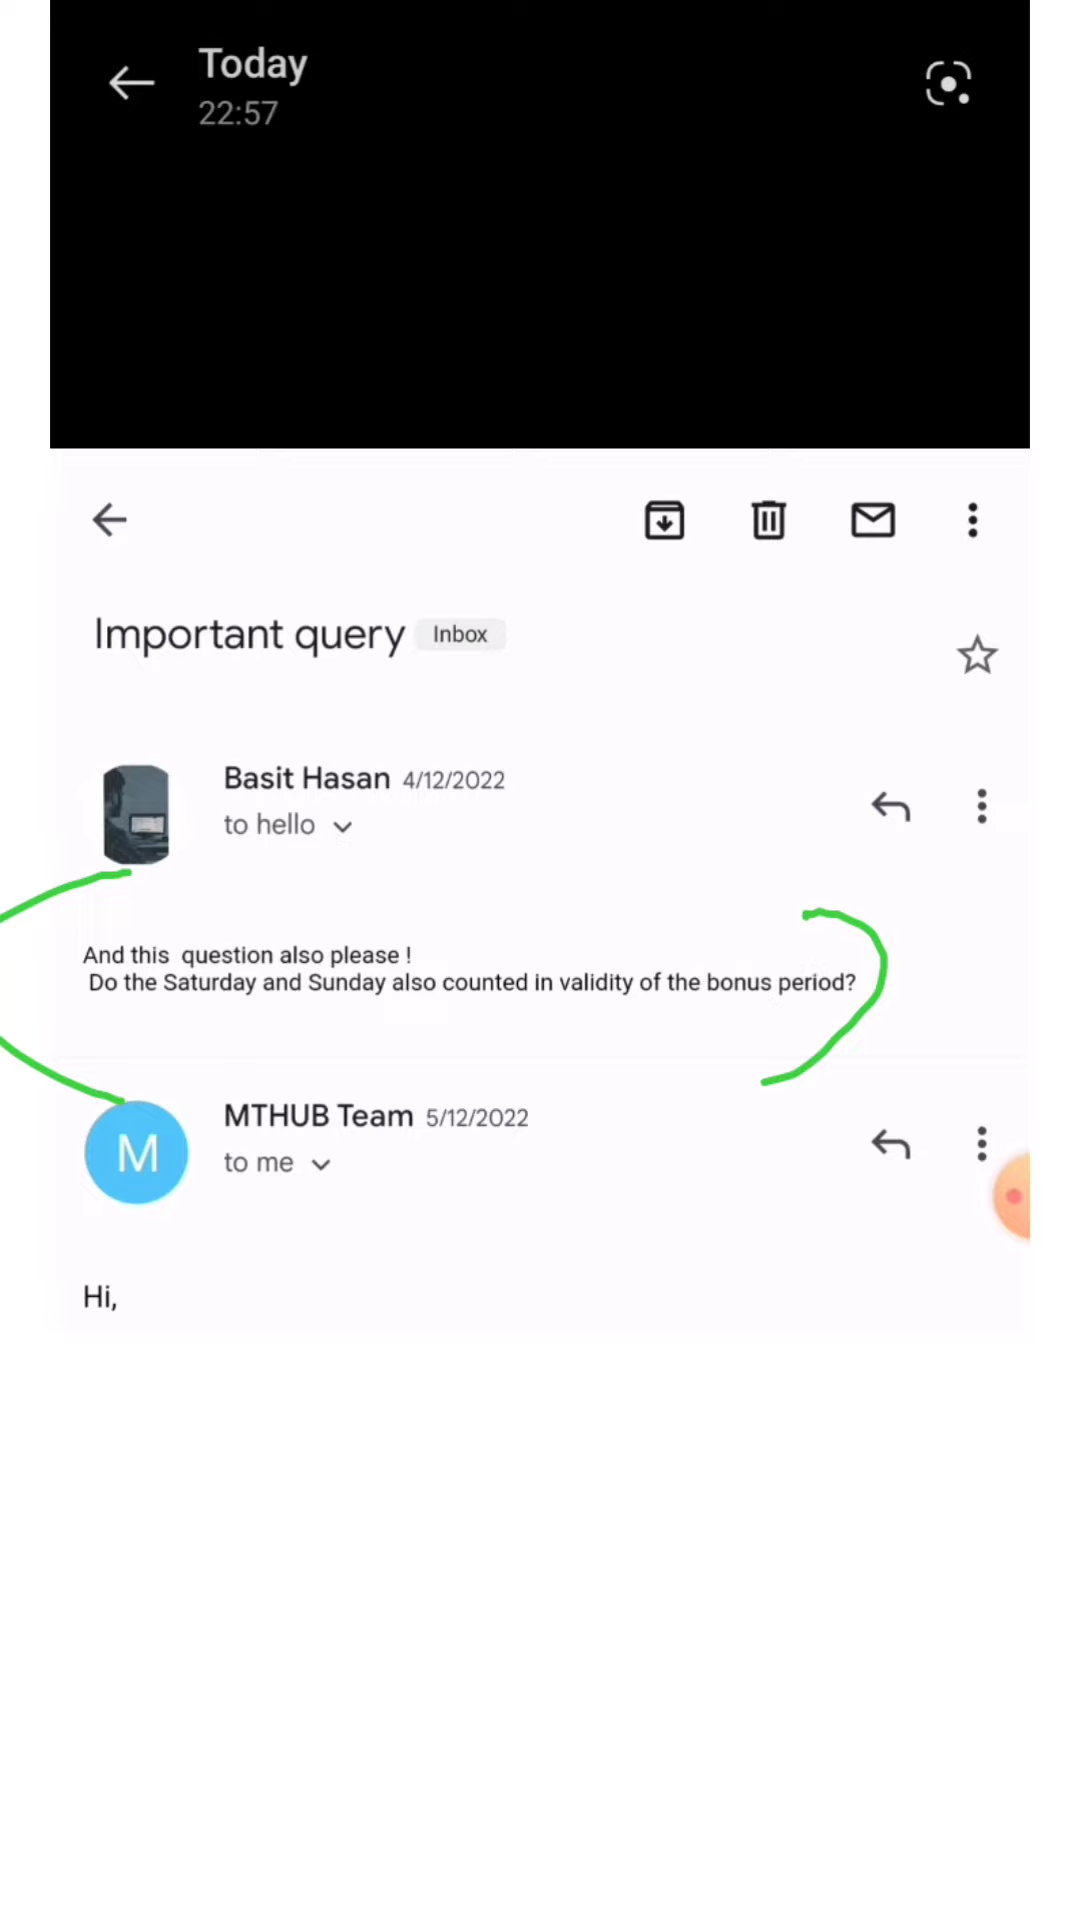 Today
22:57
Important query Inbox
Basit Hasan 4/12/2022
to hello
And this question also please !
Do the Saturday and Sunday also counted in validity of the bonus period?
M
MTHUB Team 5/12/2022
to me
Hi,